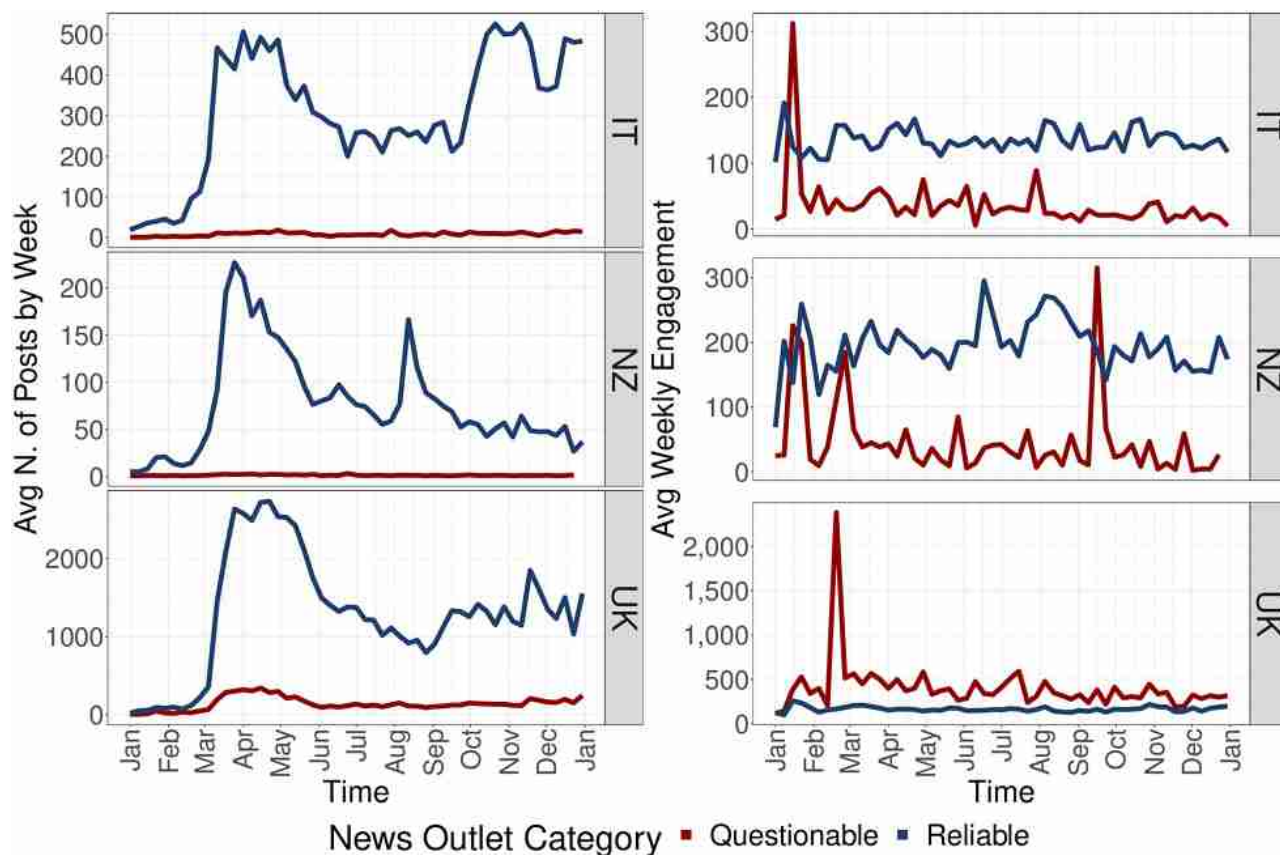 Avg N. of Posts by Week
500
400
300
200
100
0
IT
200
150
100
50
0
NZ
2000
1000
0
UK
Jan Feb Mar Apr May Jun Jul Aug Sep Oct Nov Dec Jan
Time
Avg Weekly Engagement
300
200
100
0
IT
300
200
100
0
NZ
2,000
1,500
1,000
500
0
UK
Jan Feb Mar Apr May Jun Jul Aug Sep Oct Nov Dec Jan
Time
News Outlet Category Questionable Reliable